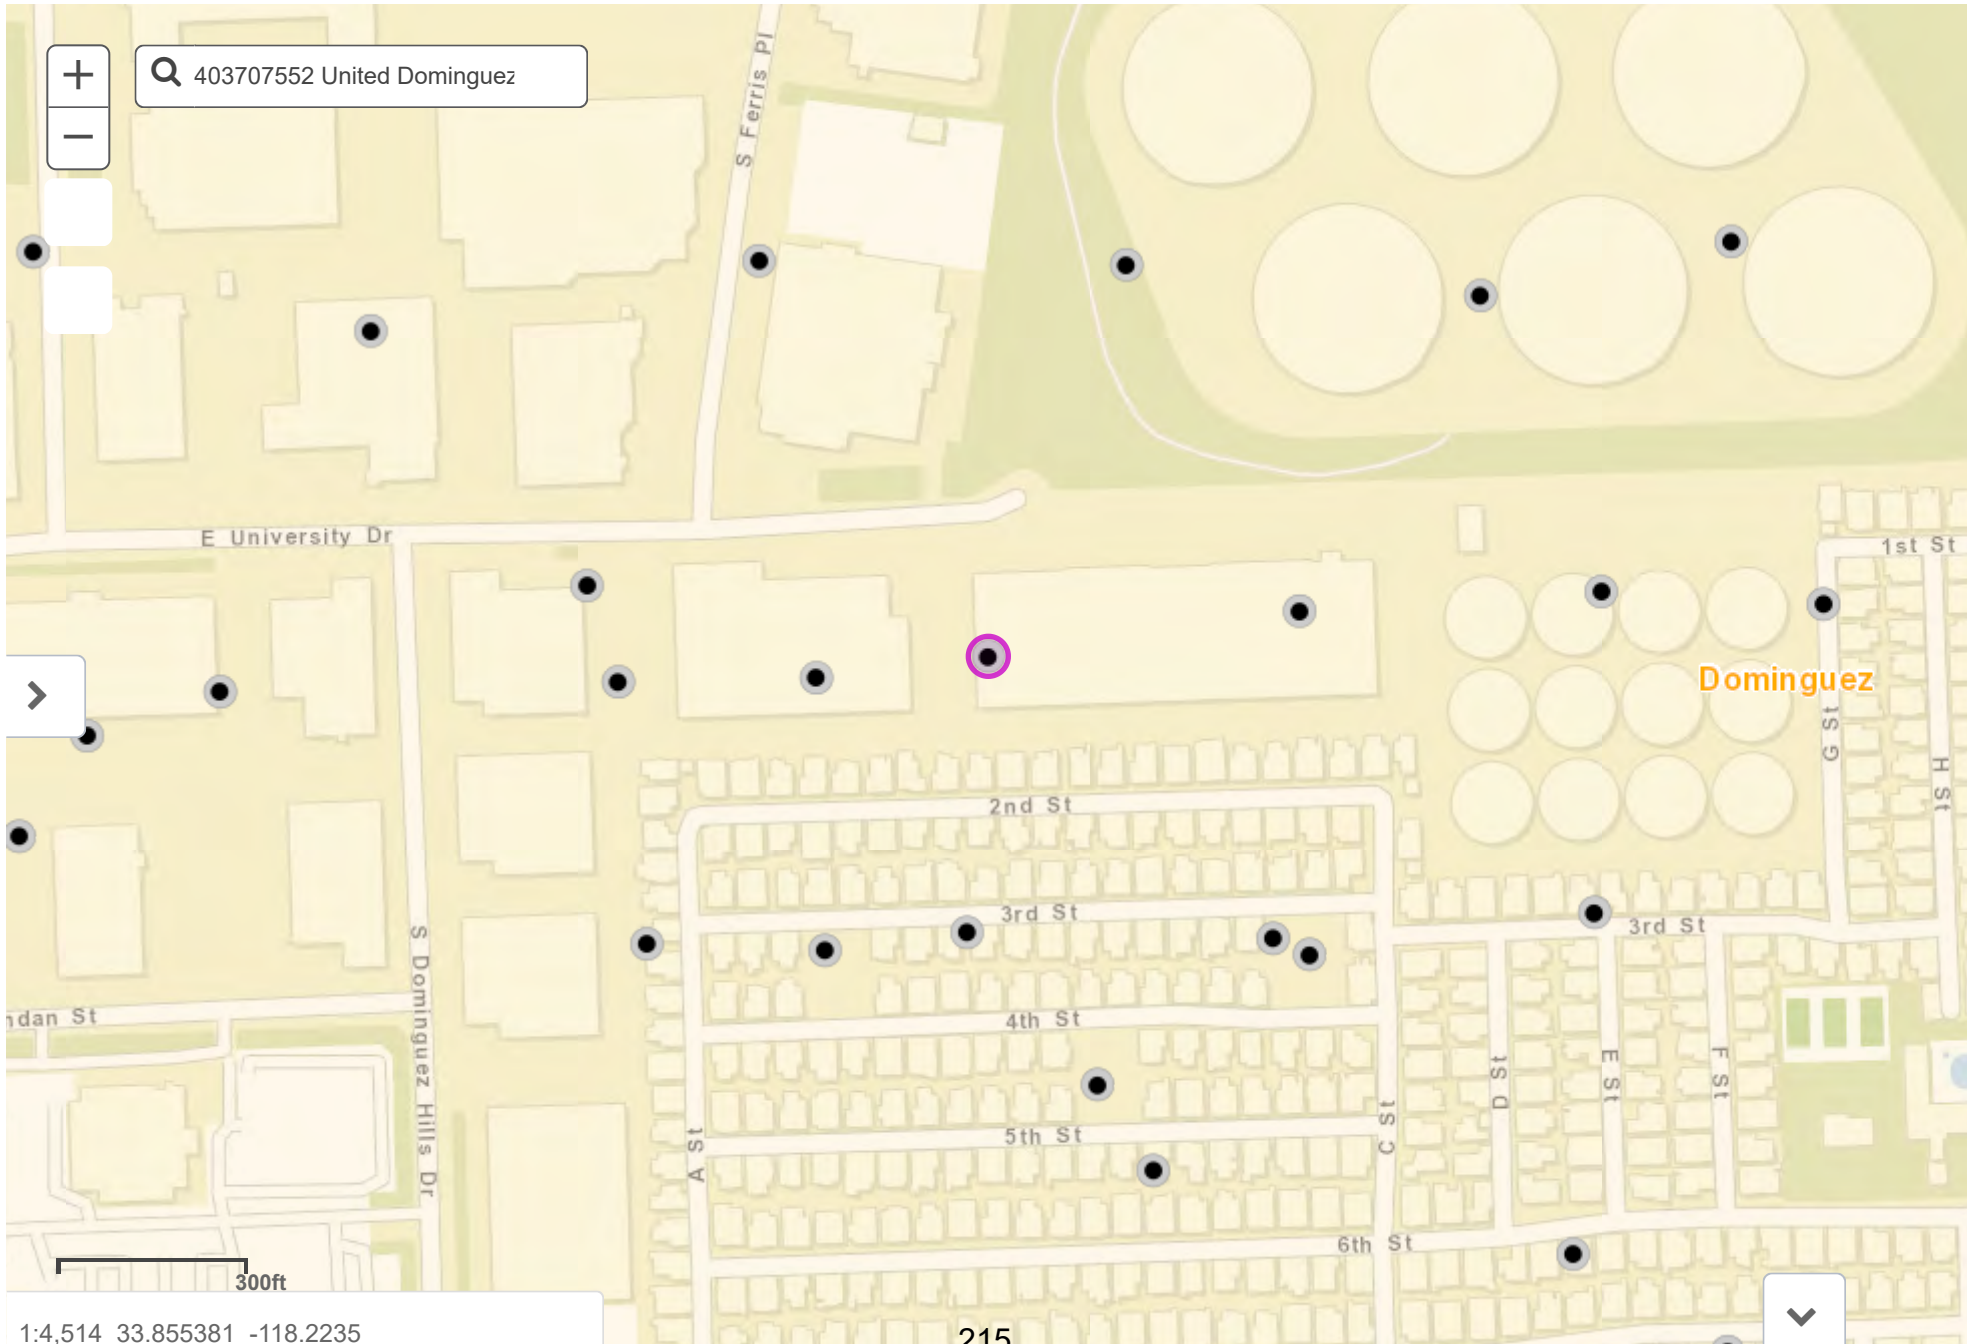 403707552 United Dominguez
S Ferris Pl
E University Dr
1st St
Dominguez
G St
H St
2nd St
3rd St
3rd St
S Dominguez Hills Dr
ndan St
4th St
D St
E St
F St
A St
5th St
C St
6th St
300ft
1:4,514 33.855381 -118.2235
215